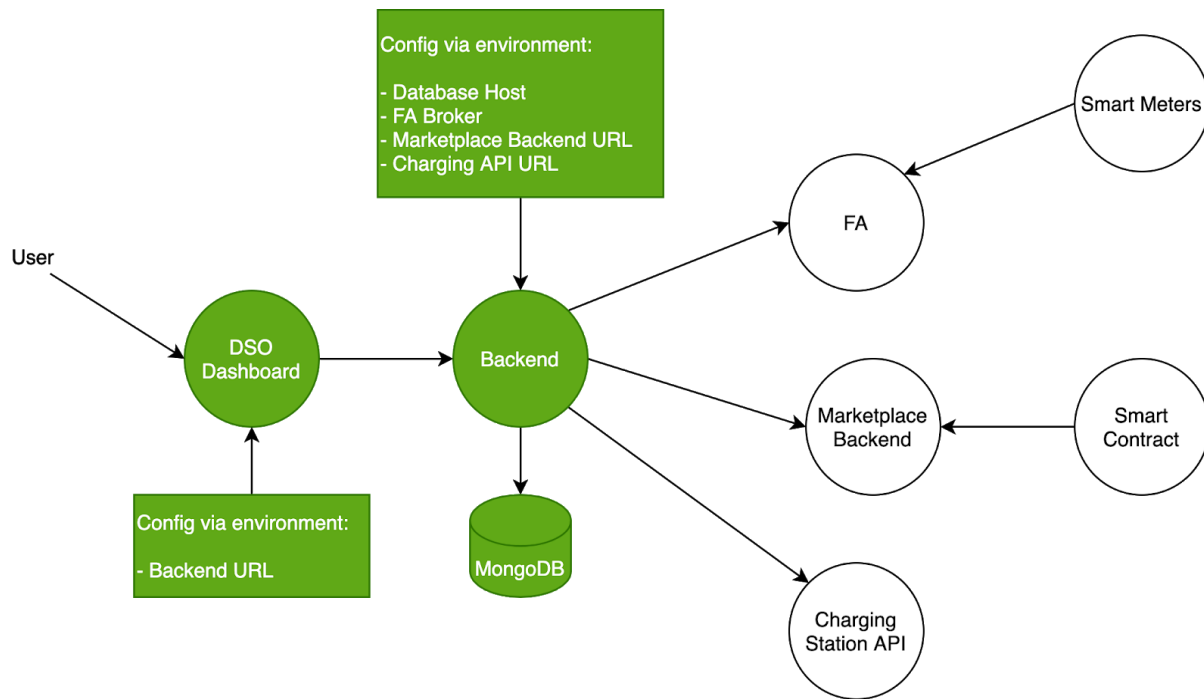 Config via environment:
- Database Host
- FA Broker
- Marketplace Backend URL
- Charging API URL
Smart Meters
FA
User
DSO
Dashboard
Backend
Marketplace
Backend
Smart
Contract
Config via environment:
- Backend URL
MongoDB
Charging
Station API